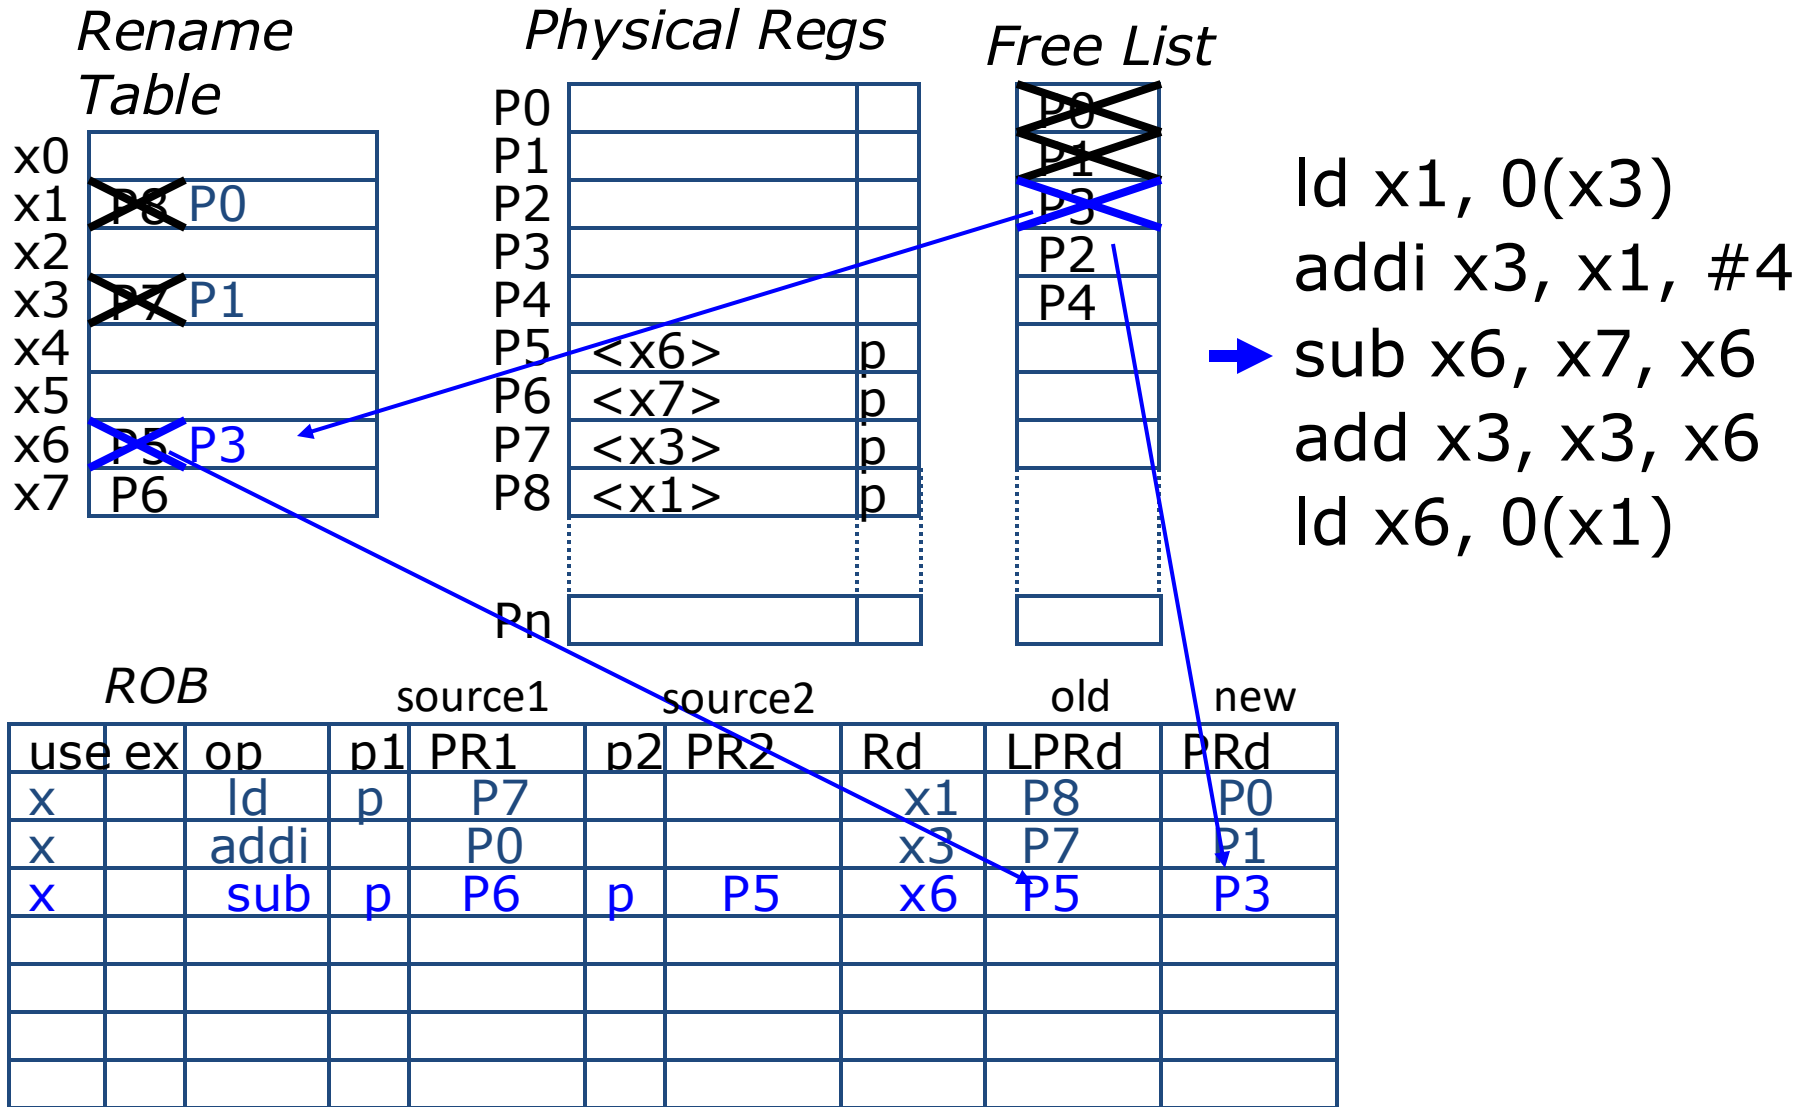 Rename Table
x0
x1 P8 P0
x2
x3 P7 P1
x4
x5
x6 P5 P3
x7 P6
Physical Regs
P0
P1
P2
P3
P4
P5 <x6> p
P6 <x7> p
P7 <x3> p
P8 <x1> p
Pn
Free List
P0
P1
P3
P2
P4
ld x1, 0(x3)
addi x3, x1, #4
sub x6, x7, x6
add x3, x3, x6
ld x6, 0(x1)
ROB source1 source2 old new
use ex op p1 PR1 p2 PR2 Rd LPRd PRd
x ld p P7 x1 P8 P0
x addi P0 x3 P7 P1
x sub p P6 p P5 x6 P5 P3